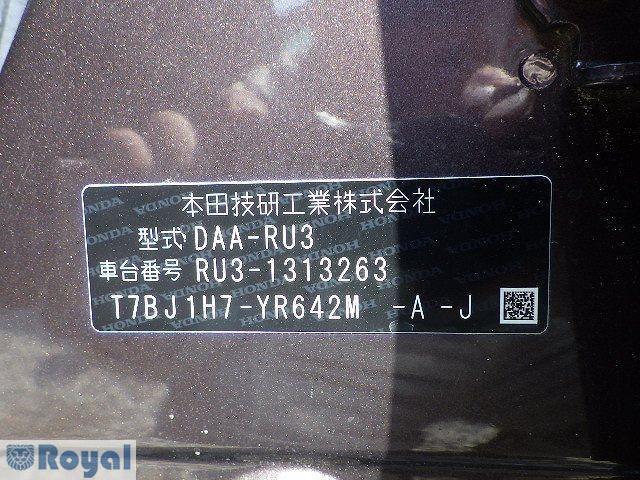 本田技研工業株式会社
型式 DAA-RU3
車台番号 RU3-1313263
T7BJ1H7-YR642M -A -J
Royal